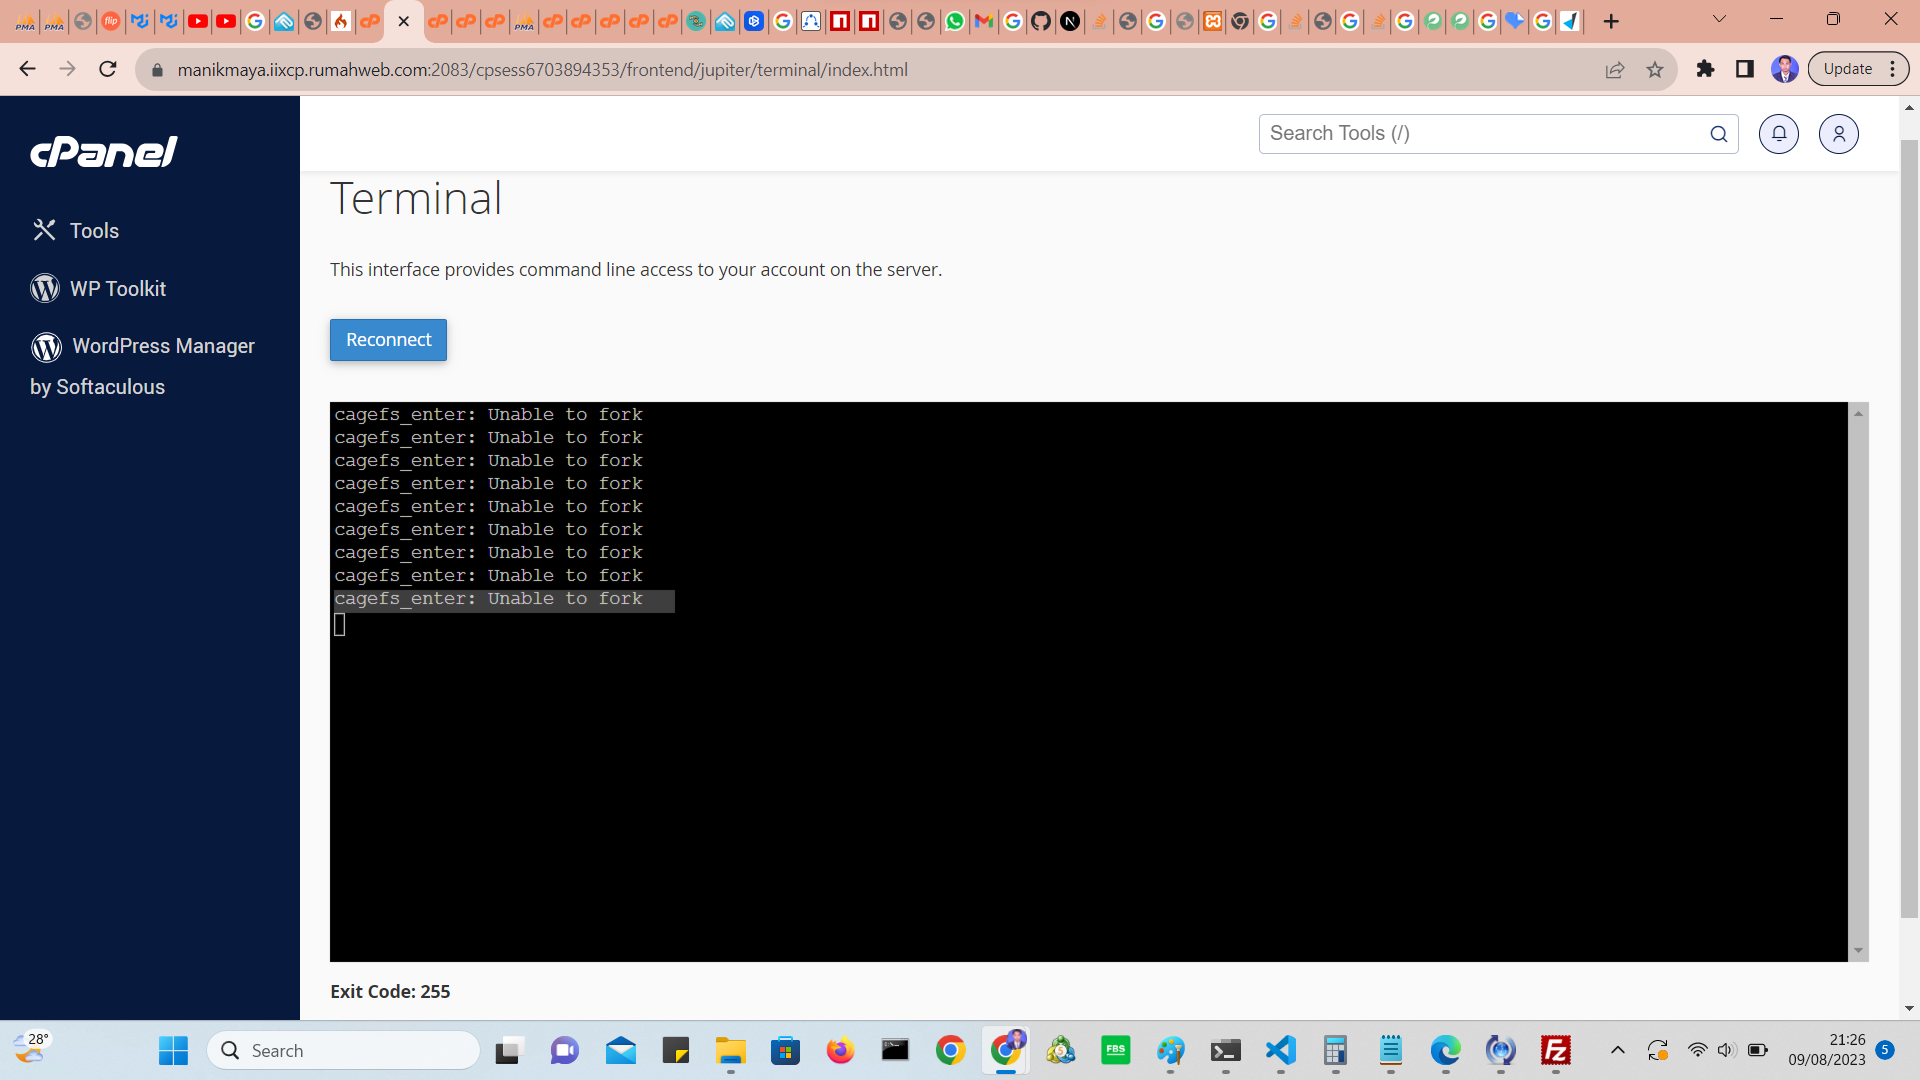 manikmaya.iixcp.rumahweb.com:2083/cpsess6703894353/frontend/jupiter/terminal/index.html
Update
cPanel
Search Tools (/)
Terminal
Tools
This interface provides command line access to your account on the server.
WP Toolkit
Reconnect
WordPress Manager
by Softaculous
cagefs_enter: Unable to fork
cagefs_enter: Unable to fork
cagefs_enter: Unable to fork
cagefs_enter: Unable to fork
cagefs_enter: Unable to fork
cagefs_enter: Unable to fork
cagefs_enter: Unable to fork
cagefs_enter: Unable to fork
cagefs_enter: Unable to fork
Exit Code: 255
28°
Search
FBS
21:26
09/08/2023
5